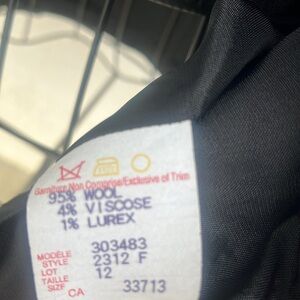 Garniture Non Comprise/Exclusive of Trim
95% WOOL
4% VISCOSE
1% LUREX
MODÈLE 303483
STYLE 2312 F
LOT
TAILLE 12
SIZE
CA 33713